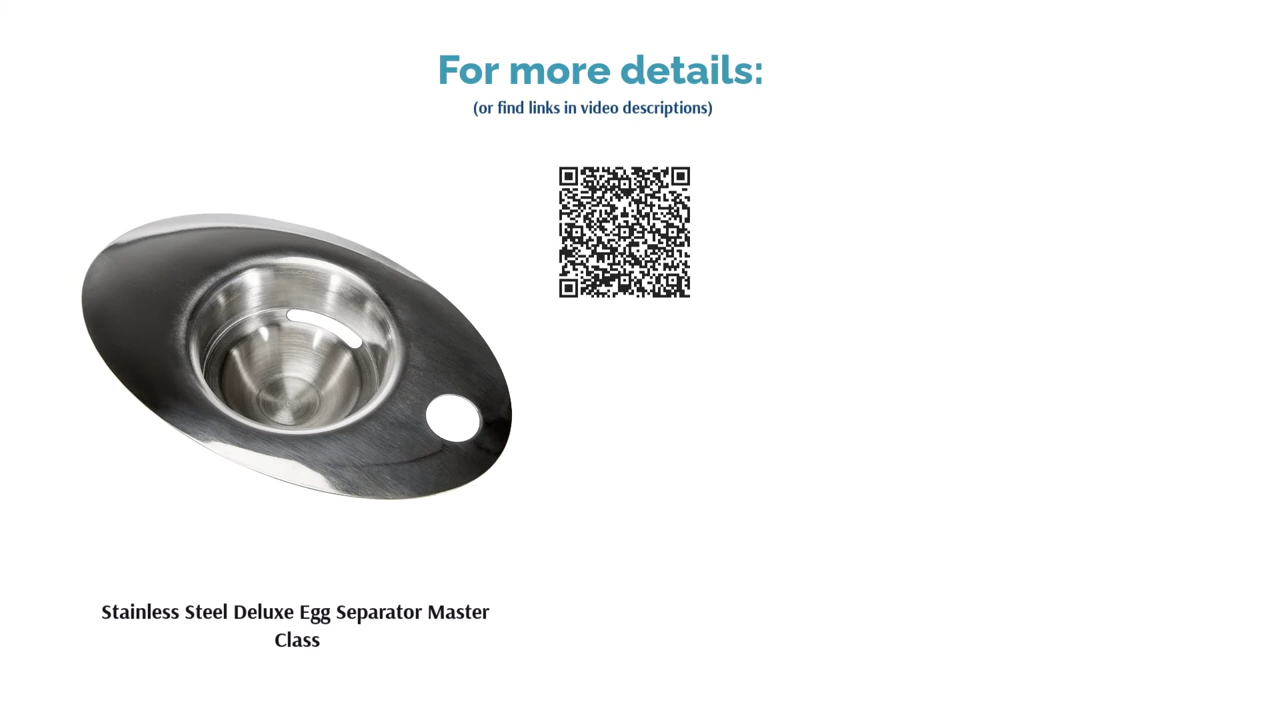 For more details:
(or find links in video descriptions)
Stainless Steel Deluxe Egg Separator Master
Class